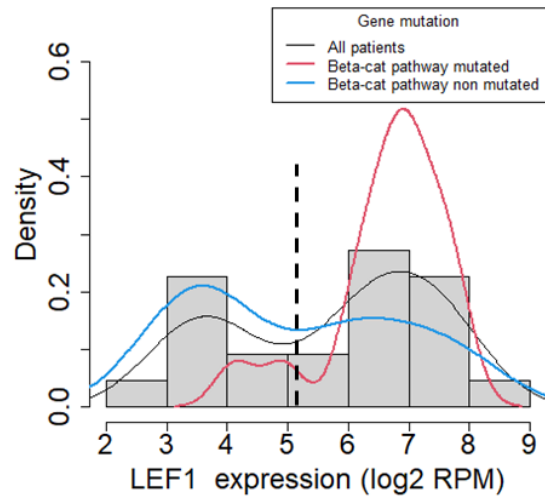 Gene mutation
All patients
Beta-cat pathway mutated
Beta-cat pathway non mutated
Density
0.6
0.4
0.2
0.0
2 3 4 5 6 7 8 9
LEF1 expression (log2 RPM)